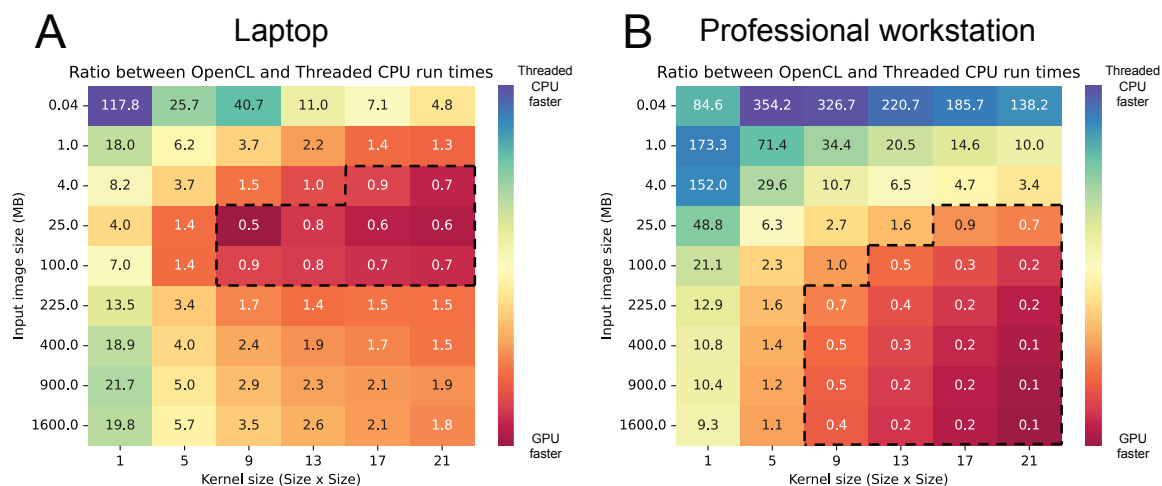 A Laptop
Ratio between OpenCL and Threaded CPU run times
Threaded
CPU
faster
0.04 117.8 25.7 40.7 11.0 7.1 4.8
1.0 18.0 6.2 3.7 2.2 1.4 1.3
4.0 8.2 3.7 1.5 1.0 0.9 0.7
25.0 4.0 1.4 0.5 0.8 0.6 0.6
100.0 7.0 1.4 0.9 0.8 0.7 0.7
225.0 13.5 3.4 1.7 1.4 1.5 1.5
400.0 18.9 4.0 2.4 1.9 1.7 1.5
900.0 21.7 5.0 2.9 2.3 2.1 1.9
1600.0 19.8 5.7 3.5 2.6 2.1 1.8
Input image size (MB)
1 5 9 13 17 21
Kernel size (Size x Size)
GPU
faster
B Professional workstation
Ratio between OpenCL and Threaded CPU run times
Threaded
CPU
faster
0.04 84.6 354.2 326.7 220.7 185.7 138.2
1.0 173.3 71.4 34.4 20.5 14.6 10.0
4.0 152.0 29.6 10.7 6.5 4.7 3.4
25.0 48.8 6.3 2.7 1.6 0.9 0.7
100.0 21.1 2.3 1.0 0.5 0.3 0.2
225.0 12.9 1.6 0.7 0.4 0.2 0.2
400.0 10.8 1.4 0.5 0.3 0.2 0.1
900.0 10.4 1.2 0.5 0.2 0.2 0.1
1600.0 9.3 1.1 0.4 0.2 0.2 0.1
Input image size (MB)
1 5 9 13 17 21
Kernel size (Size x Size)
GPU
faster